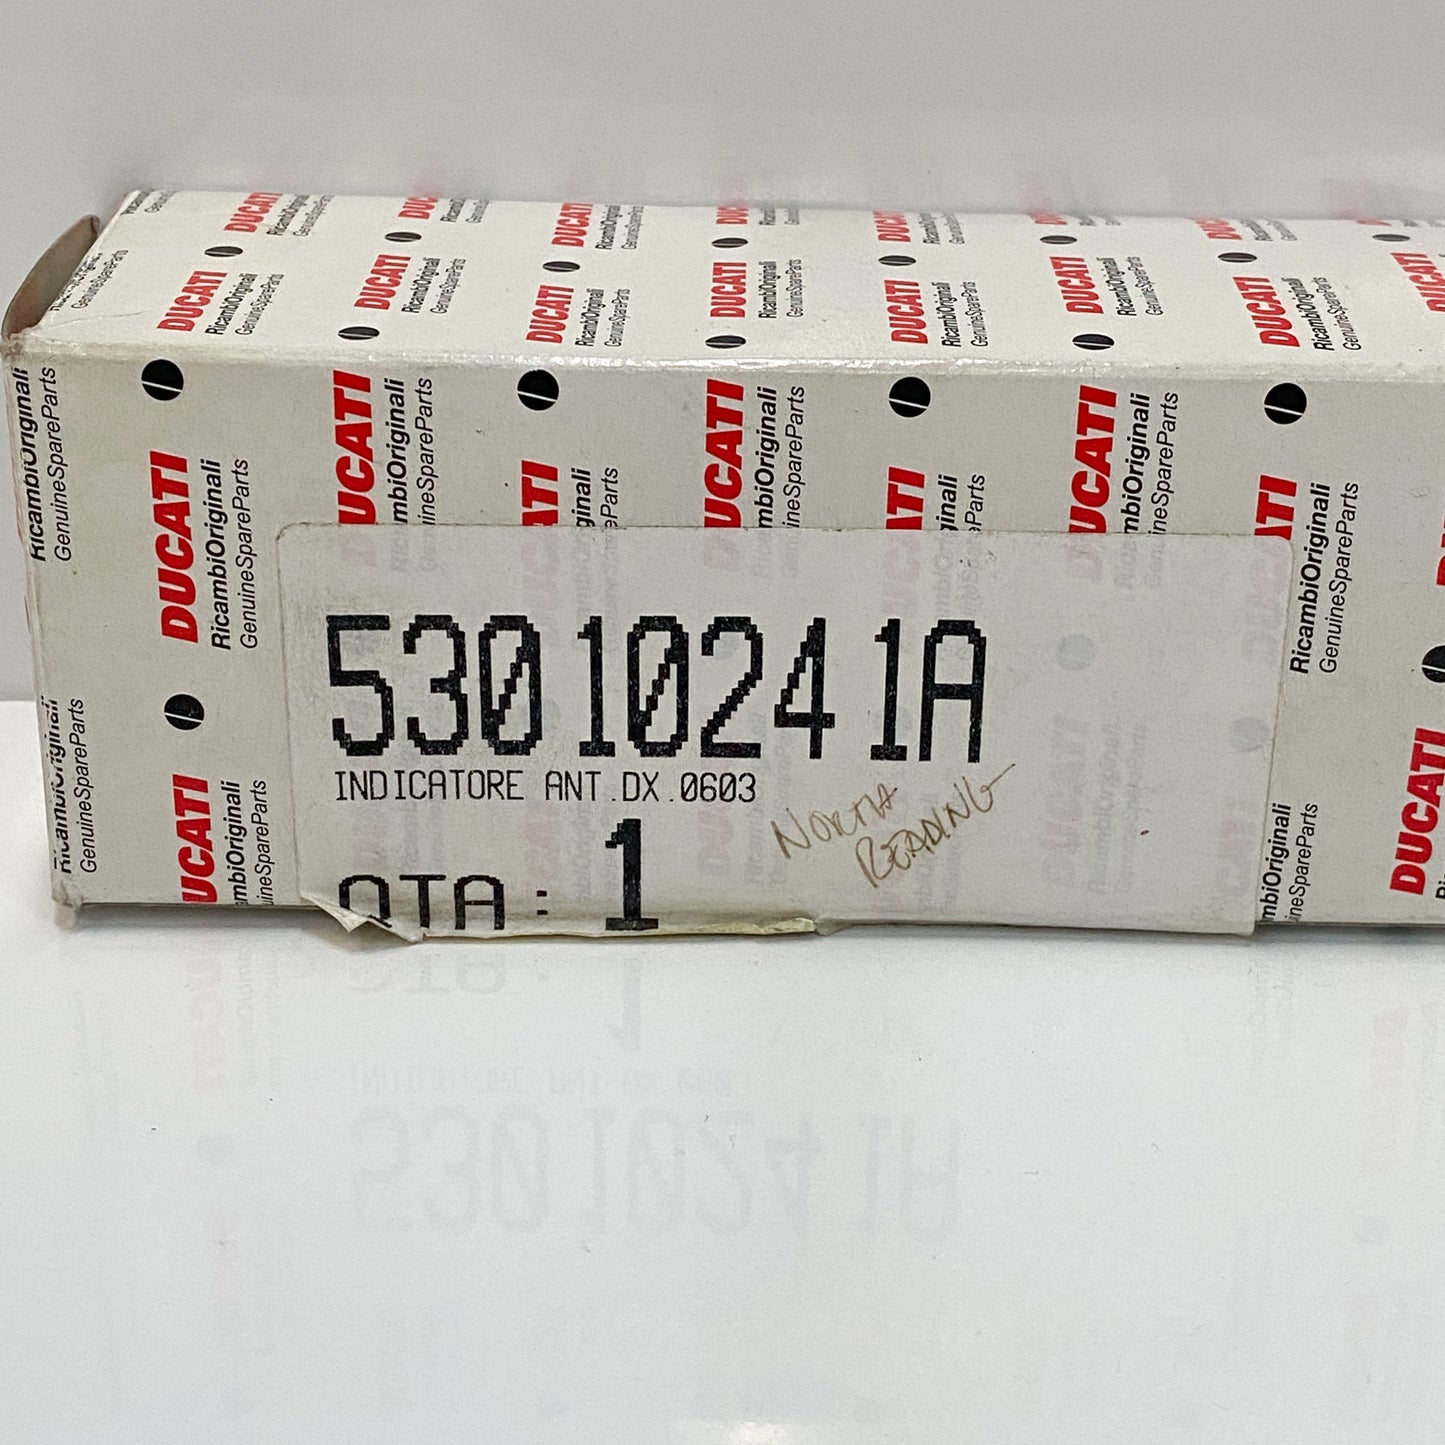 DUCATI
RicambiOriginali
GenuineSpareParts
53010241A
INDICATORE ANT.DX.0603
QTA: 1
NORTH
READING